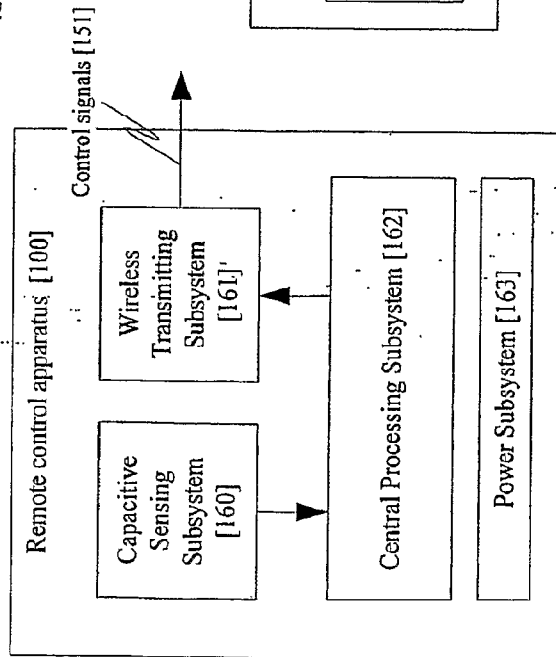 Remote control apparatus [100]
Capacitive
Sensing
Subsystem
[160]
Wireless
Transmitting
Subsystem
[161]
Control signals [151]
Central Processing Subsystem [162]
Power Subsystem [163]